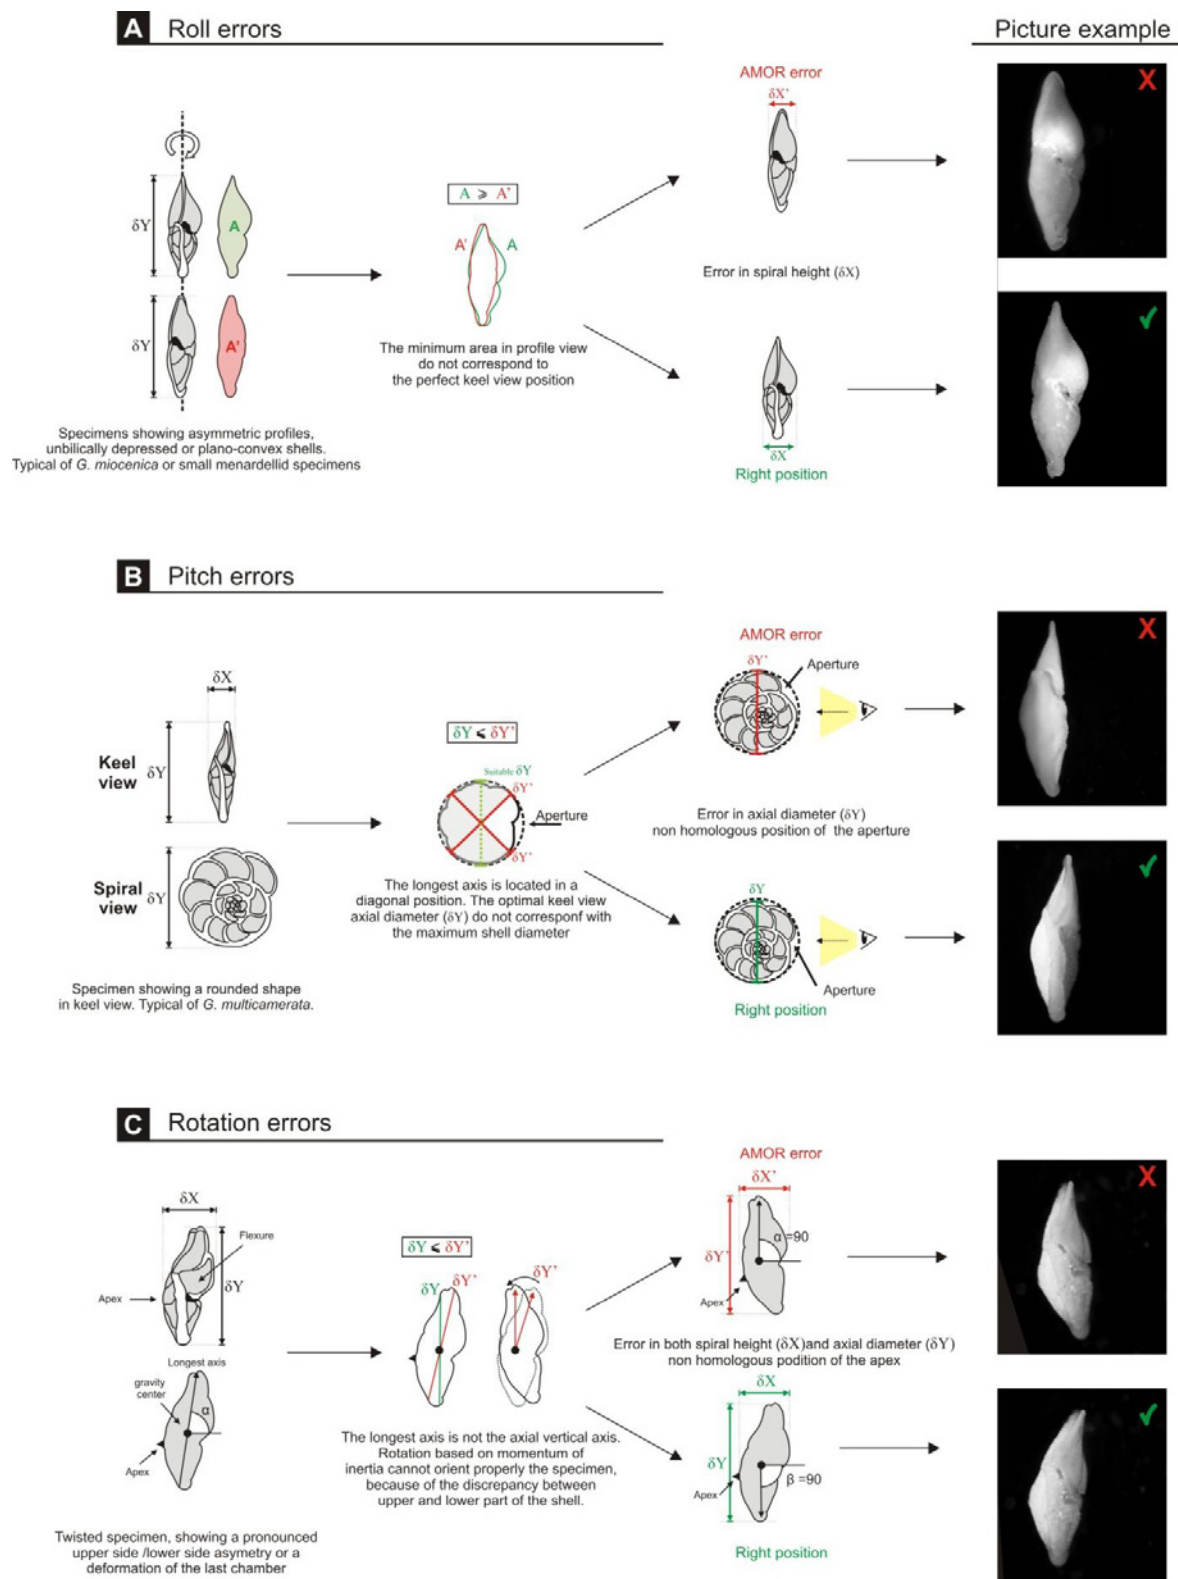 A Roll errors
Picture example
AMOR error
δX'
X
δY
A
A ⩾ A'
A'
A
Error in spiral height (δX)
δY
A'
The minimum area in profile view
do not correspond to
the perfect keel view position
✓
Specimens showing asymmetric profiles,
unbilically depressed or plano-convex shells.
Typical of G. miocenica or small menardellid specimens
δX
Right position
B Pitch errors
AMOR error
X
δY'
Aperture
δX
Keel
view
δY
δY ⩽ δY'
Suitable δY
δY'
Aperture
δY'
Error in axial diameter (δY)
non homologous position of the aperture
Spiral
view
δY
The longest axis is located in a
diagonal position. The optimal keel view
axial diameter (δY) do not corresponf with
the maximum shell diameter
✓
δY
Aperture
Right position
Specimen showing a rounded shape
in keel view. Typical of G. multicamerata.
C Rotation errors
AMOR error
X
δX'
δX
Flexure
δY
Apex
δY ⩽ δY'
δY
δY'
δY'
δY'
α =90
Apex
Error in both spiral height (δX)and axial diameter (δY)
non homologous podition of the apex
Longest axis
gravity
center
α
Apex
The longest axis is not the axial vertical axis.
Rotation based on momentum of
inertia cannot orient properly the specimen,
because of the discrepancy between
upper and lower part of the shell.
✓
δX
δY
Apex
β =90
Right position
Twisted specimen, showing a pronounced
upper side /lower side asymetry or a
deformation of the last chamber